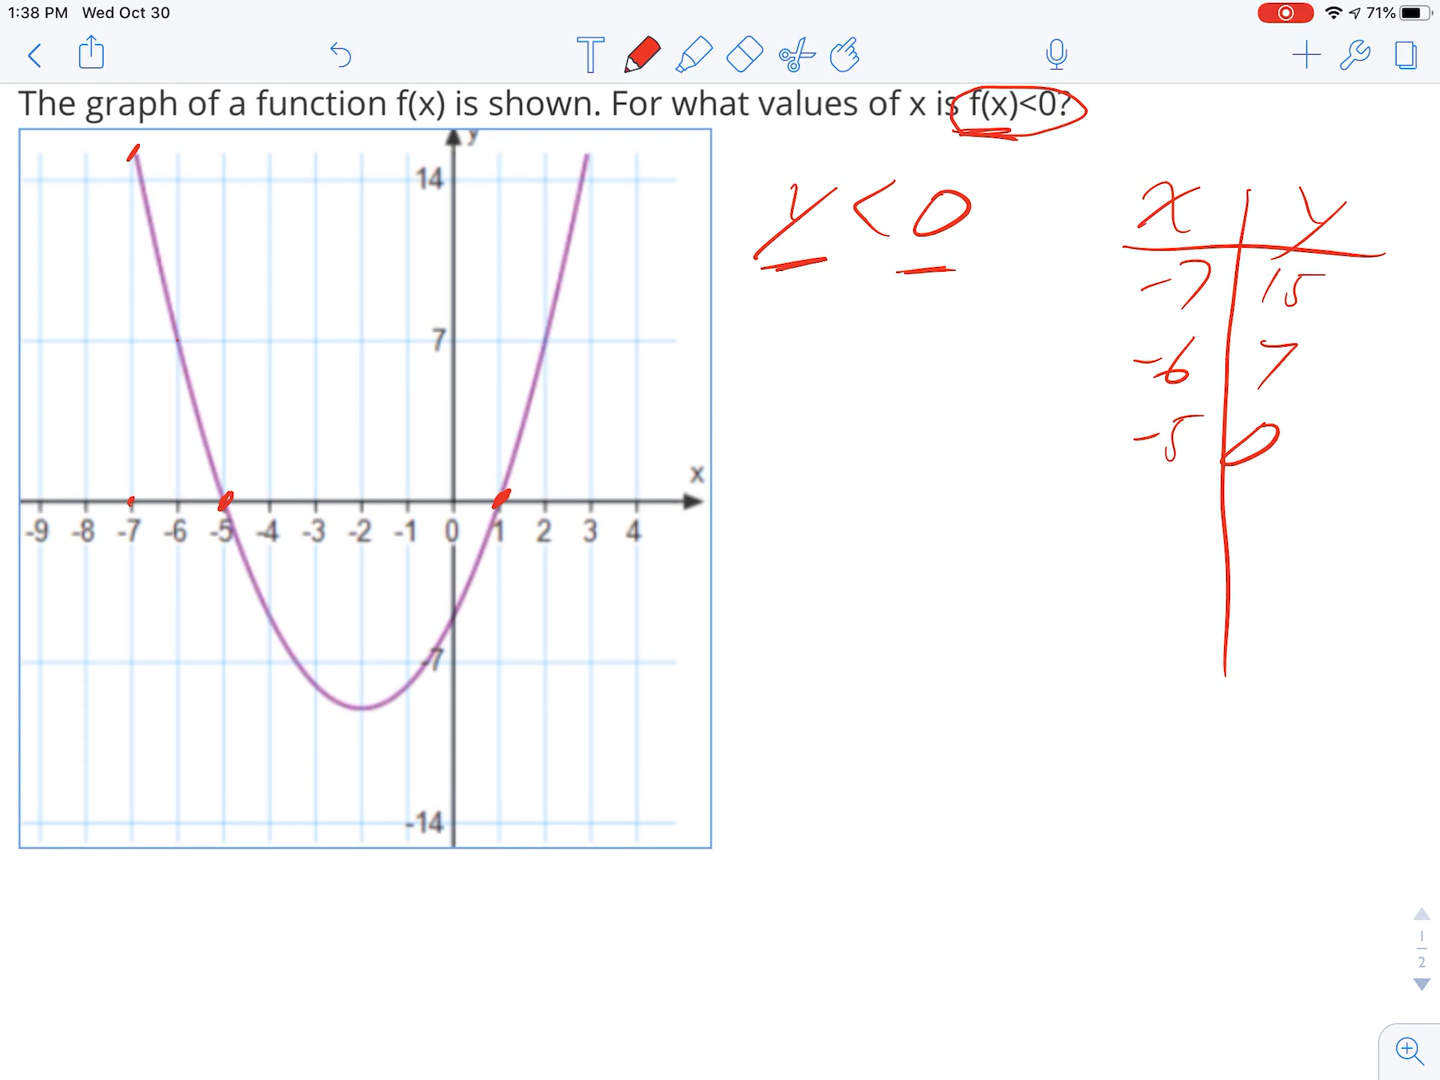 1:38 PM Wed Oct 30
71%
T
The graph of a function f(x) is shown. For what values of x is f(x)<0?
y
14
7
x
-9 -8 -7 -6 -5 -4 -3 -2 -1 0 1 2 3 4
-7
-14
y < 0
x y
-7 15
-6 7
-5 0
1
2